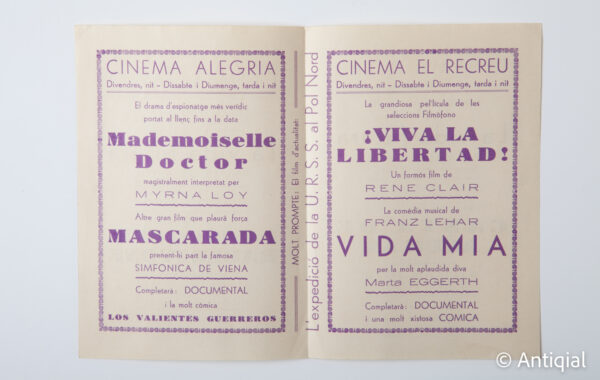 CINEMA ALEGRIA
Divendres, nit – Dissabte i Diumenge, tarda i nit
El drama d'espionatge més verídic
portat al llenç fins a la data
Mademoiselle
Doctor
magistralment interpretat per
MYRNA LOY
Altre gran film que plaurà força
MASCARADA
prenent-hi part la famosa
SIMFONICA DE VIENA
Completarà: DOCUMENTAL
i la molt còmica
LOS VALIENTES GUERREROS
MOLT PROMPTE: El film d'actualitat:
L'expedició de la U.R.S.S. al Pol Nord
CINEMA EL RECREU
Divendres, nit – Dissabte i Diumenge, tarda i nit
La grandiosa pel·lícula de les
seleccions Filmófono
¡VIVA LA
LIBERTAD!
Un formós film de
RENE CLAIR
La comèdia musical de
FRANZ LEHAR
VIDA MIA
per la molt aplaudida diva
Marta EGGERTH
Completarà: DOCUMENTAL
i una molt xistosa COMICA
© Antiqial